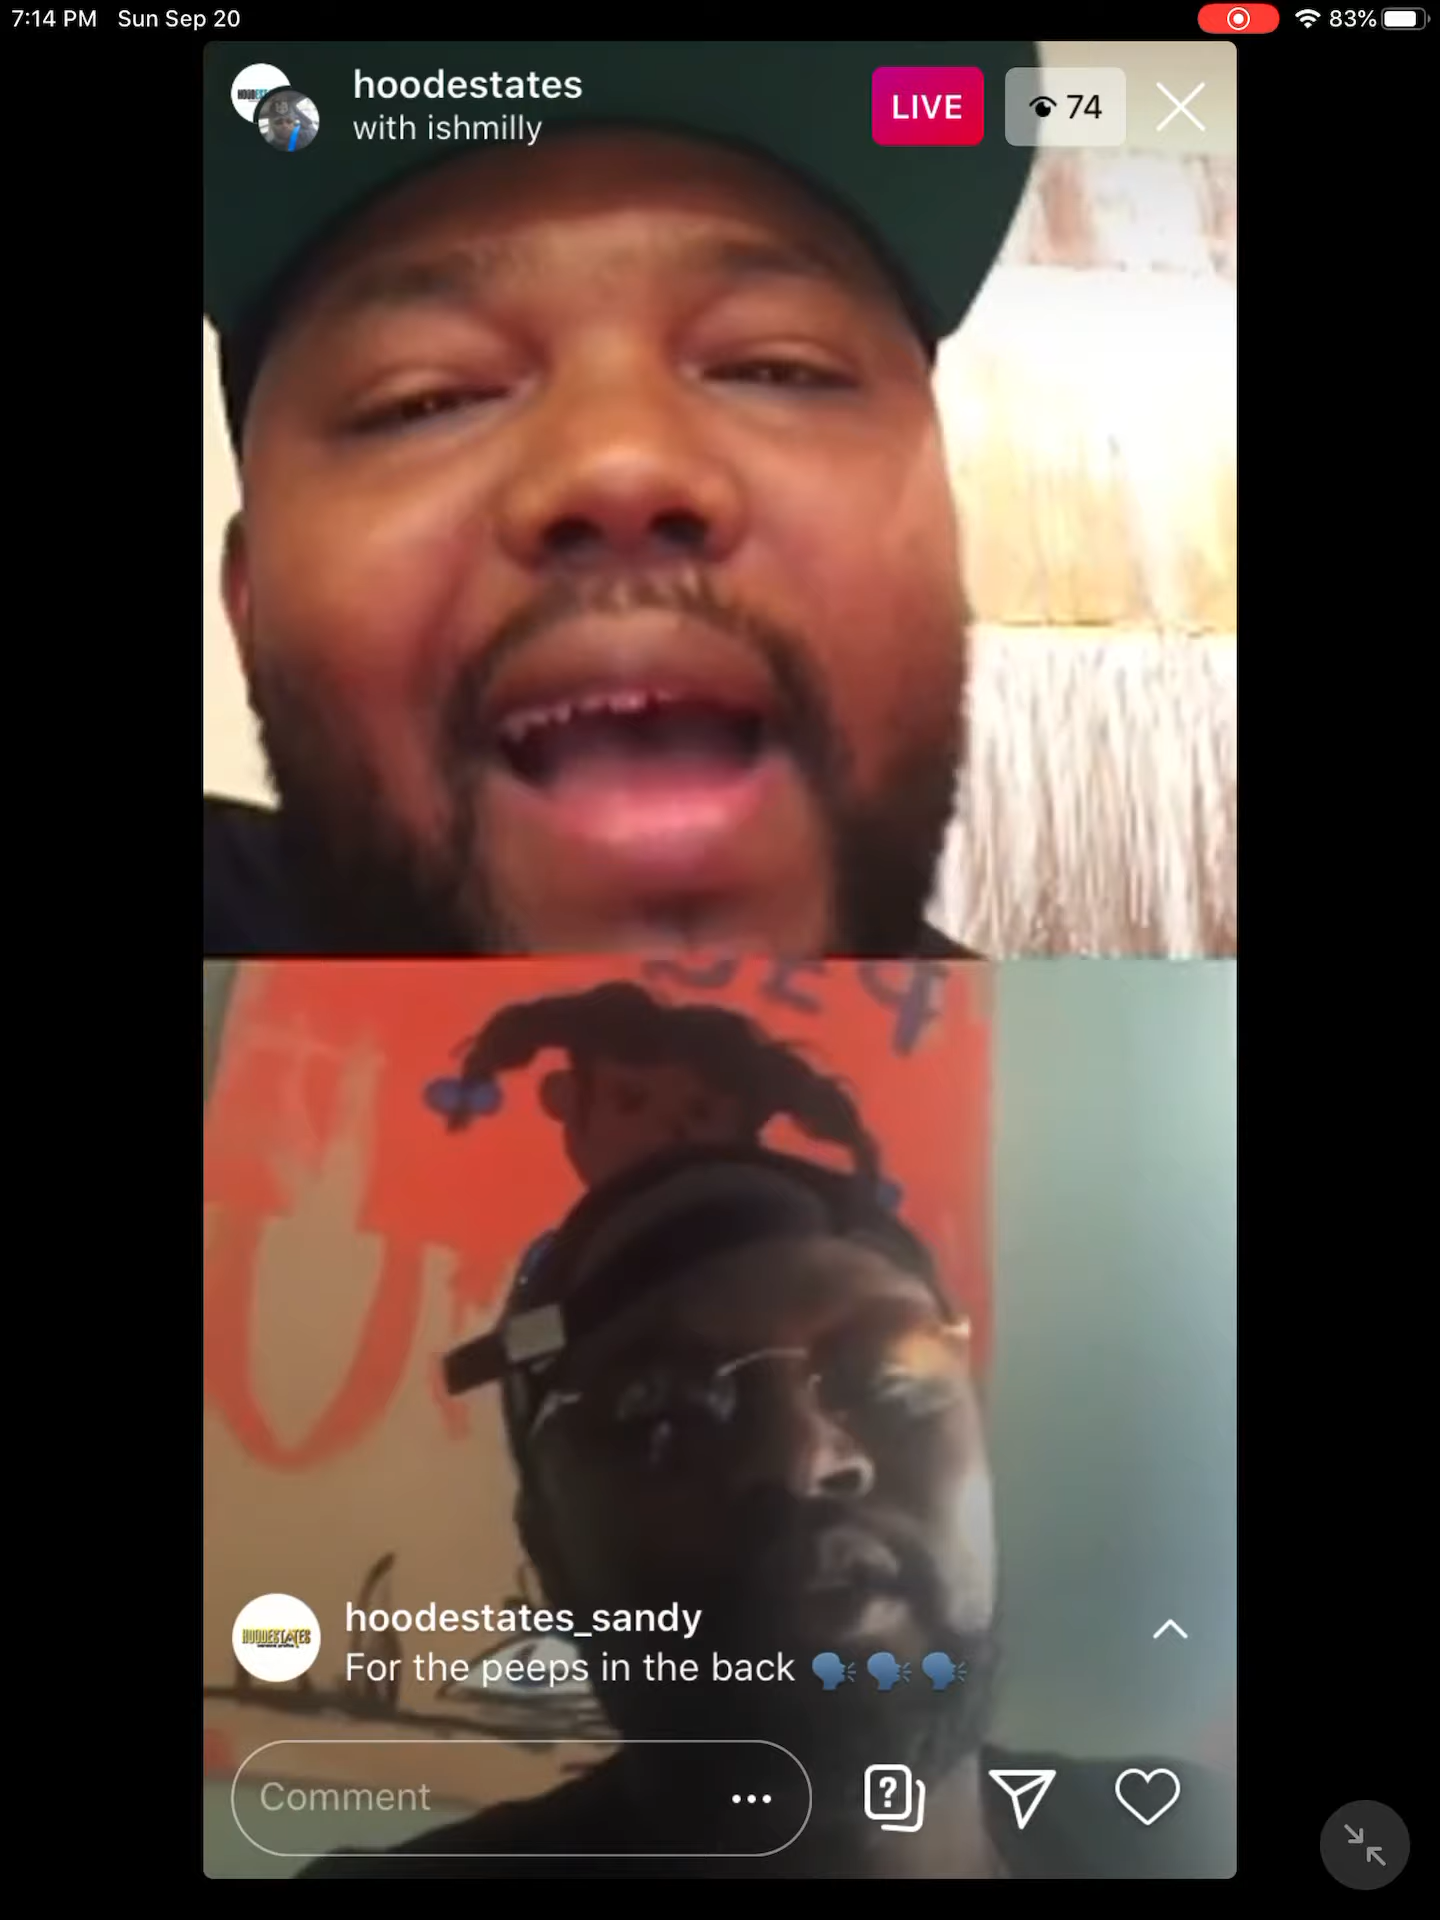 7:14 PM Sun Sep 20
83%
hoodestates
with ishmilly
LIVE
74
hoodestates_sandy
HOODESTATES
For the peeps in the back
Comment